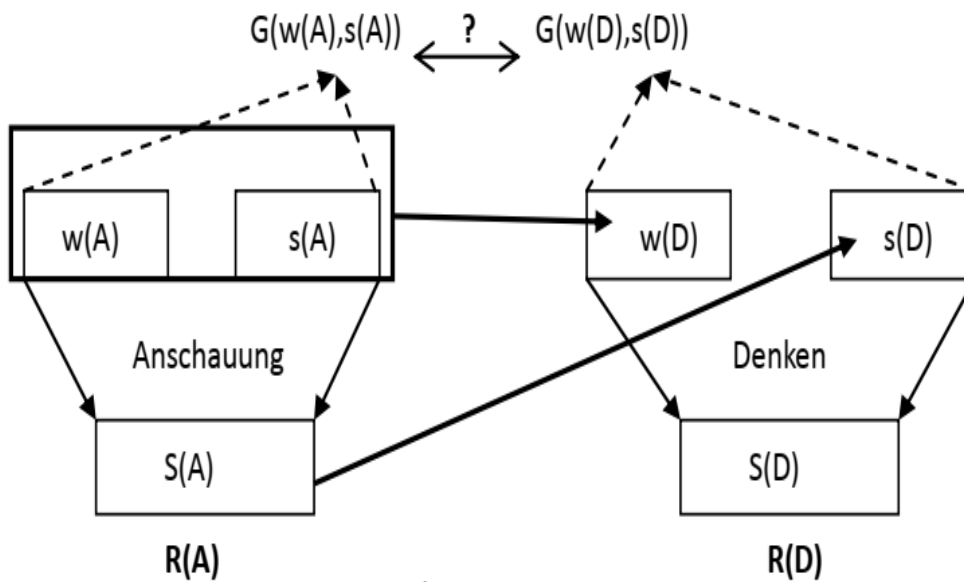 G(w(A),s(A)) ? G(w(D),s(D))
w(A) s(A) w(D) s(D)
Anschauung Denken
S(A) S(D)
R(A) R(D)